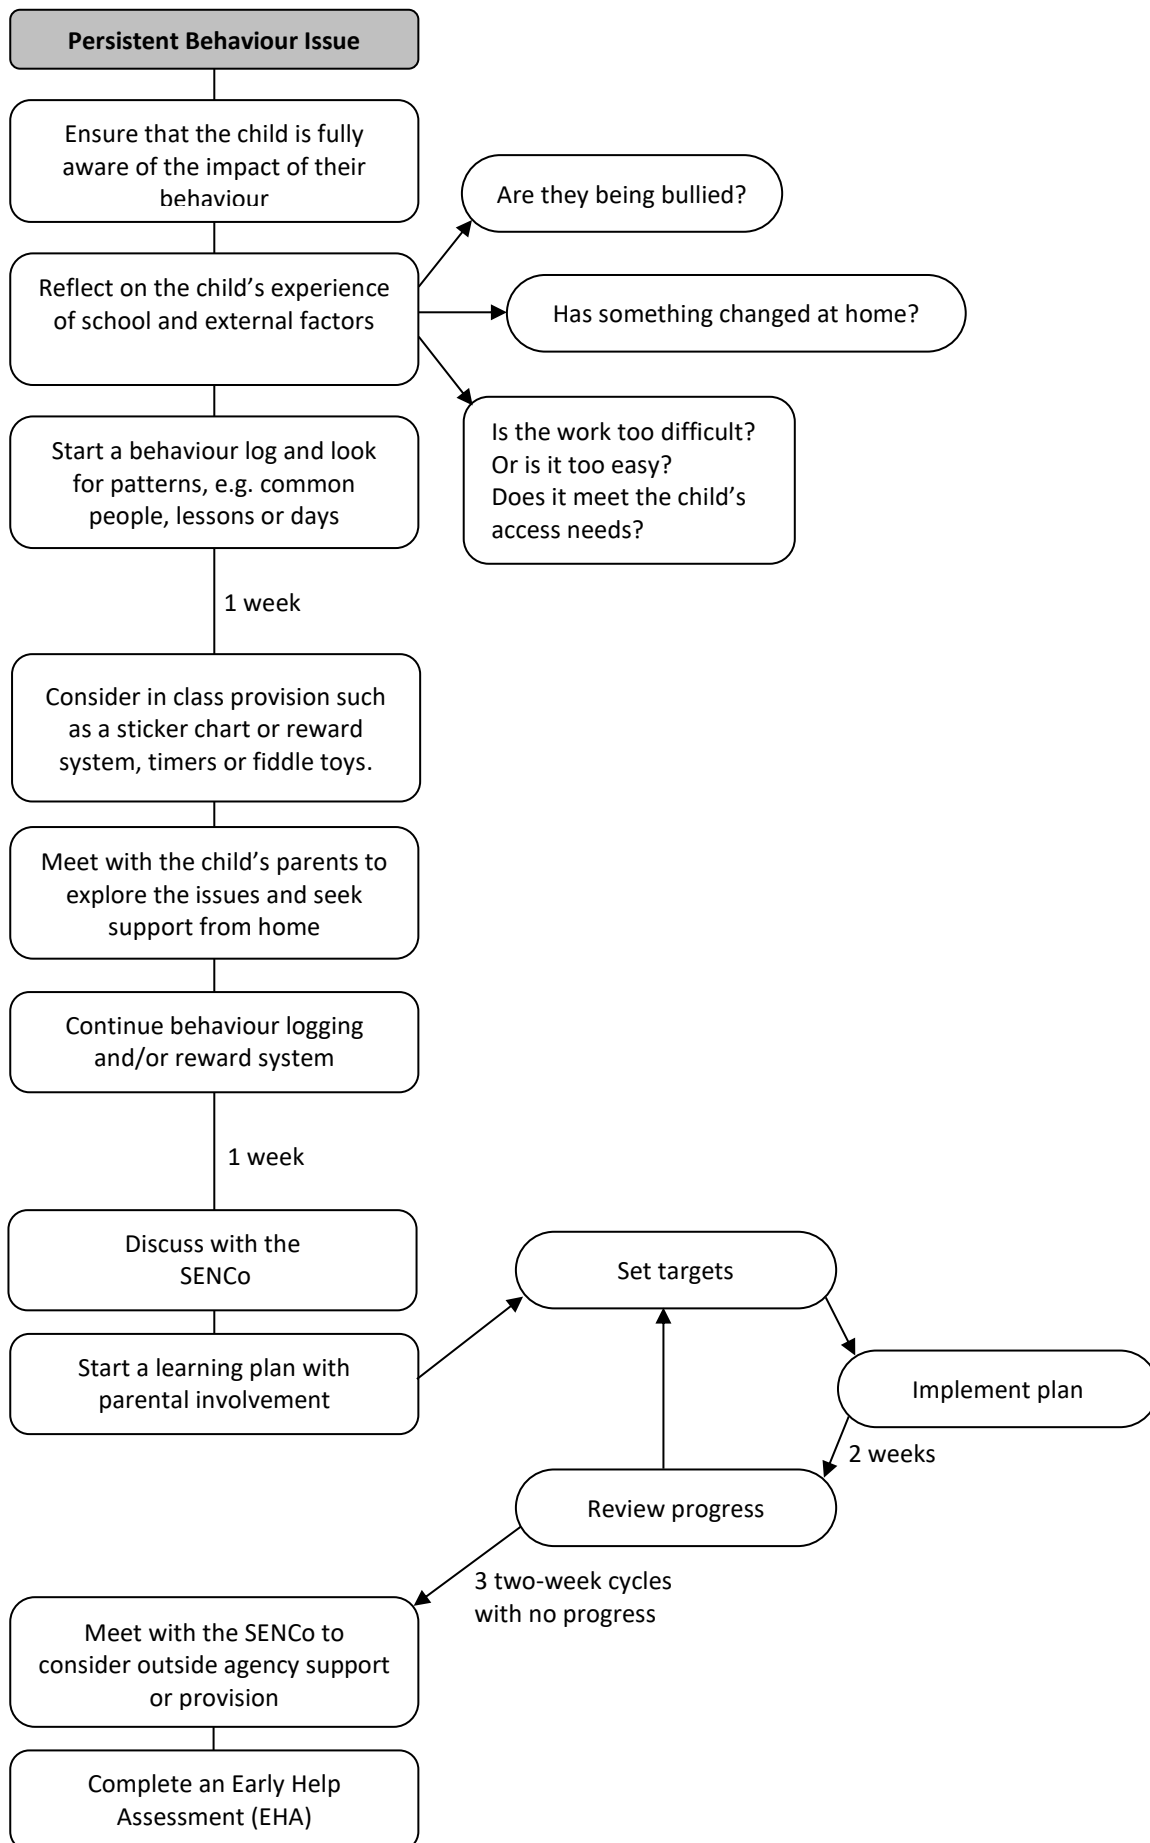 Persistent Behaviour Issue
Ensure that the child is fully
aware of the impact of their
behaviour
Are they being bullied?
Reflect on the child’s experience
of school and external factors
Has something changed at home?
Is the work too difficult?
Or is it too easy?
Does it meet the child’s
access needs?
Start a behaviour log and look
for patterns, e.g. common
people, lessons or days
1 week
Consider in class provision such
as a sticker chart or reward
system, timers or fiddle toys.
Meet with the child’s parents to
explore the issues and seek
support from home
Continue behaviour logging
and/or reward system
1 week
Discuss with the
SENCo
Start a learning plan with
parental involvement
Set targets
Implement plan
2 weeks
Review progress
3 two-week cycles
with no progress
Meet with the SENCo to
consider outside agency support
or provision
Complete an Early Help
Assessment (EHA)